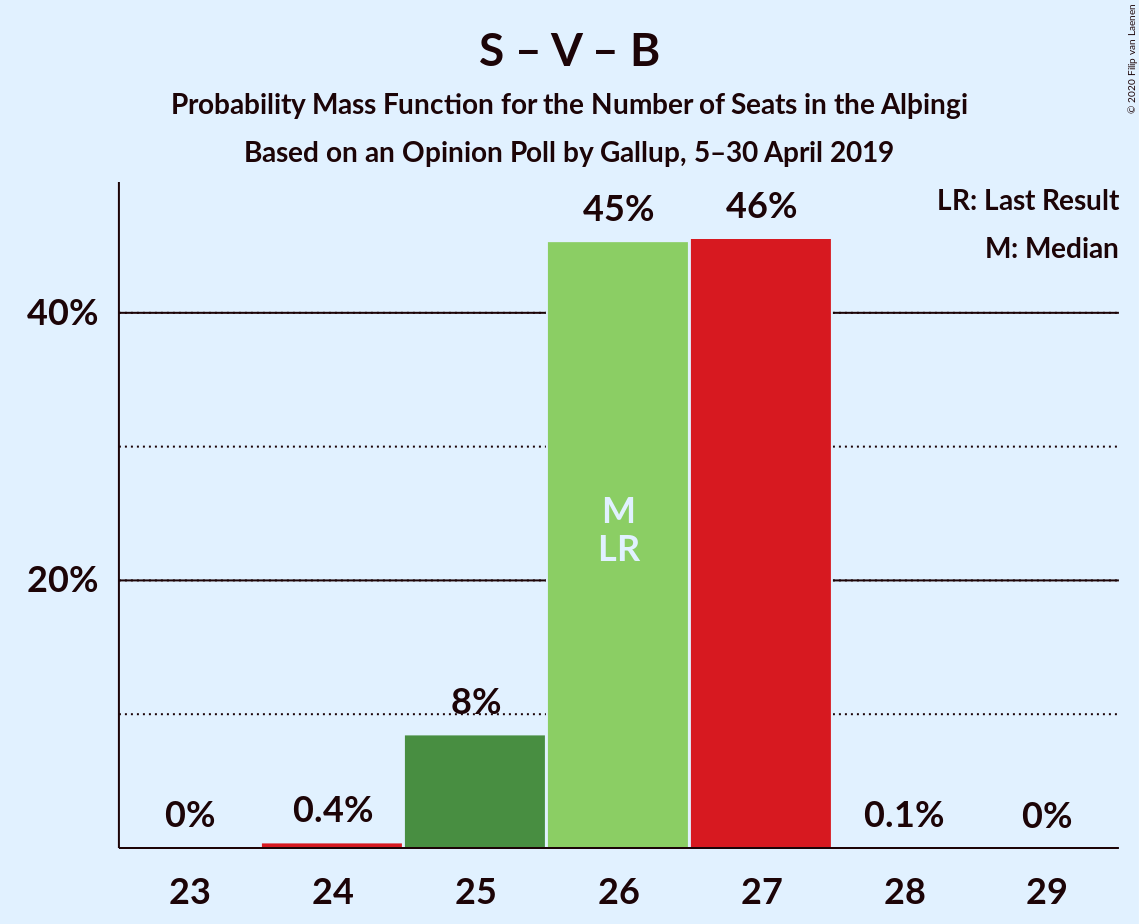 S – V – B
Probability Mass Function for the Number of Seats in the Alþingi
Based on an Opinion Poll by Gallup, 5–30 April 2019
© 2020 Filip van Laenen
LR: Last Result
M: Median
45%
46%
40%
M
LR
20%
8%
0%
0.4%
0.1%
0%
23
24
25
26
27
28
29